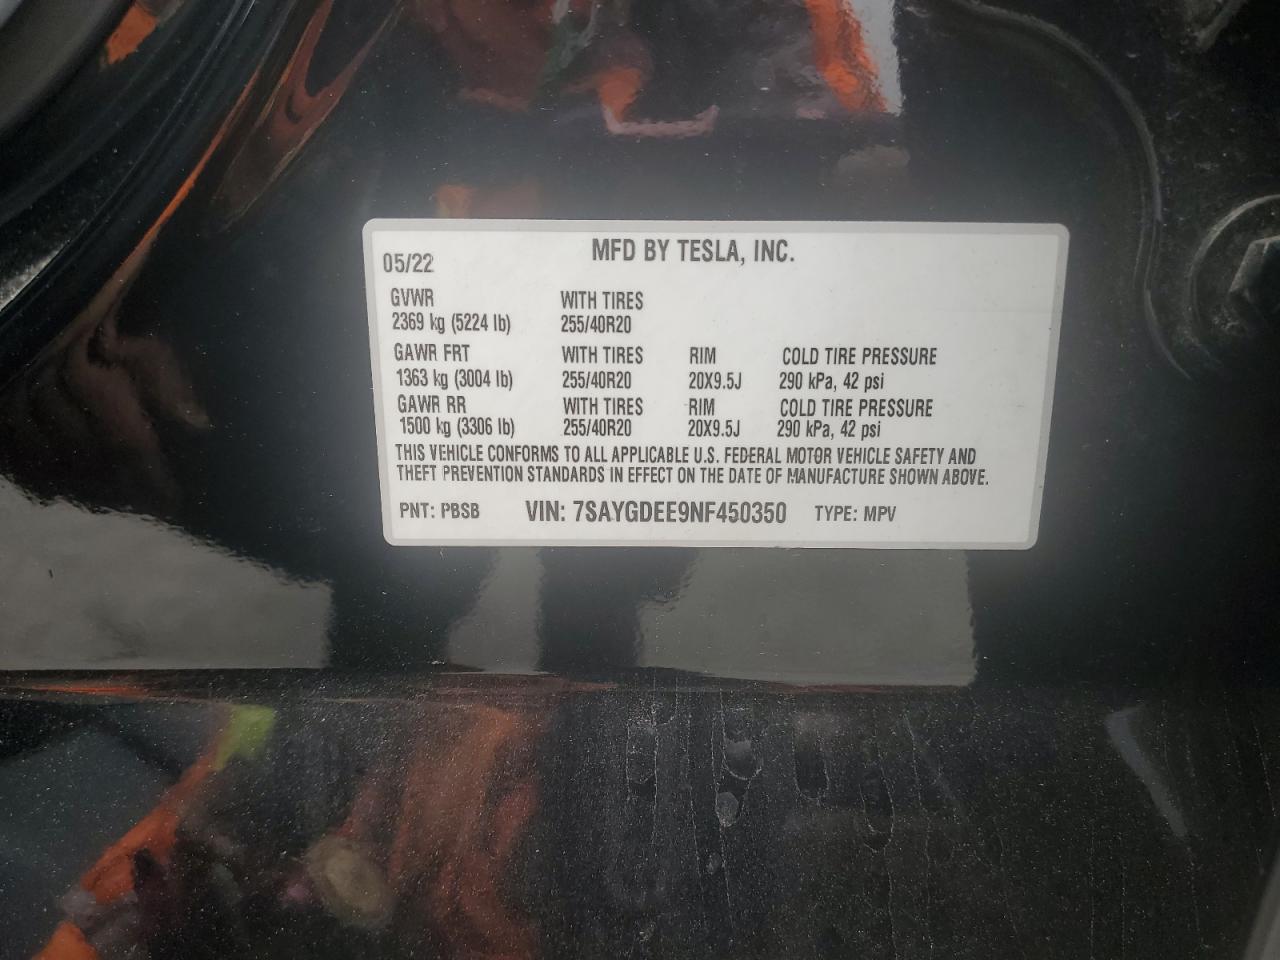 MFD BY TESLA, INC.
05/22
GVWR WITH TIRES
2369 kg (5224 lb) 255/40R20
GAWR FRT WITH TIRES RIM COLD TIRE PRESSURE
1363 kg (3004 lb) 255/40R20 20X9.5J 290 kPa, 42 psi
GAWR RR WITH TIRES RIM COLD TIRE PRESSURE
1500 kg (3306 lb) 255/40R20 20X9.5J 290 kPa, 42 psi
THIS VEHICLE CONFORMS TO ALL APPLICABLE U.S. FEDERAL MOTOR VEHICLE SAFETY AND
THEFT PREVENTION STANDARDS IN EFFECT ON THE DATE OF MANUFACTURE SHOWN ABOVE.
PNT: PBSB VIN: 7SAYGDEE9NF450350 TYPE: MPV